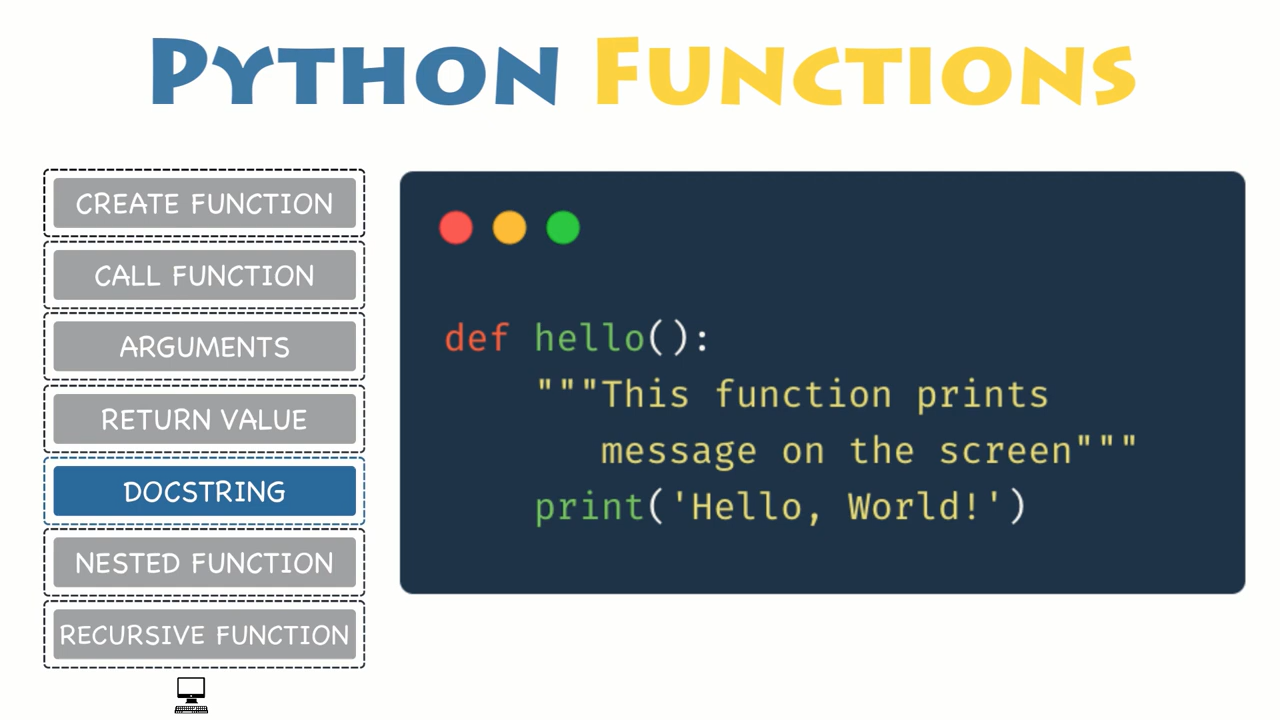 PYTHON FUNCTIONS
CREATE FUNCTION
CALL FUNCTION
ARGUMENTS
RETURN VALUE
DOCSTRING
NESTED FUNCTION
RECURSIVE FUNCTION
def hello():
    """This function prints
       message on the screen"""
    print('Hello, World!')